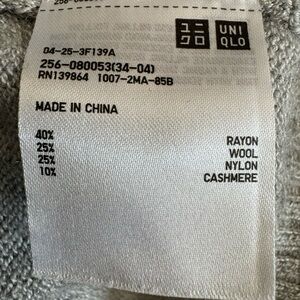 ユニ UNI
クロ QLO
04-25-3F139A
256-080053(34-04)
RN139864 1007-2MA-85B
MADE IN CHINA
40% RAYON
25% WOOL
25% NYLON
10% CASHMERE